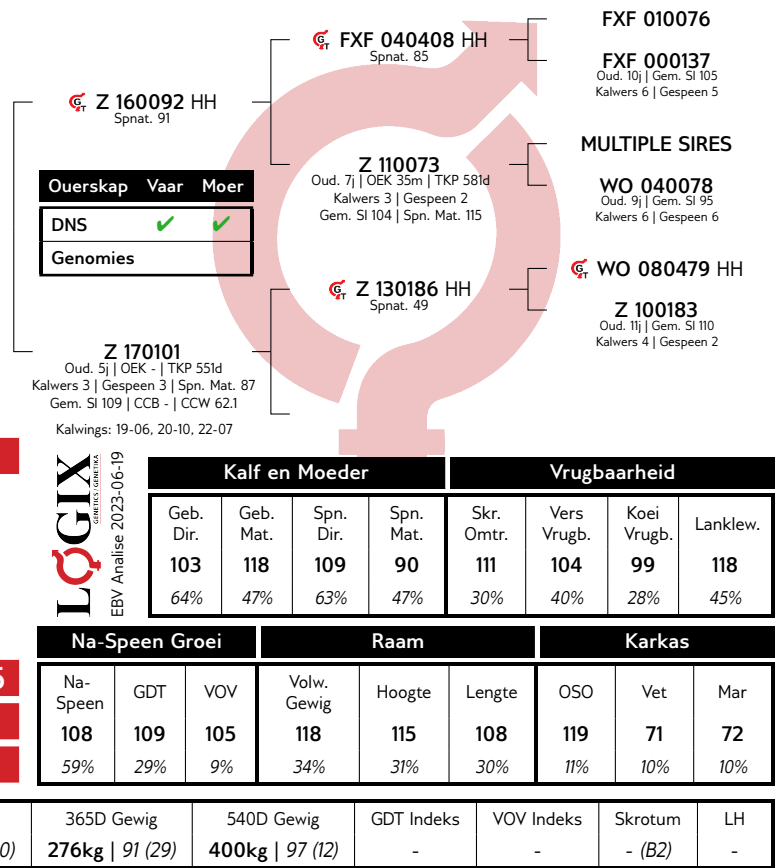 FXF 010076
FXF 040408 HH
Spnat. 85
FXF 000137
Oud. 10j | Gem. SI 105
Kalwers 6 | Gespeen 5
Z 160092 HH
Spnat. 91
MULTIPLE SIRES
Z 110073
Oud. 7j | OEK 35m | TKP 581d
Kalwers 3 | Gespeen 2
Gem. SI 104 | Spn. Mat. 115
WO 040078
Oud. 9j | Gem. SI 95
Kalwers 6 | Gespeen 6
Ouerskap Vaar Moer
DNS ✔ ✔
Genomies
WO 080479 HH
Z 130186 HH
Spnat. 49
Z 100183
Oud. 11j | Gem. SI 110
Kalwers 4 | Gespeen 2
Z 170101
Oud. 5j | OEK - | TKP 551d
Kalwers 3 | Gespeen 3 | Spn. Mat. 87
Gem. SI 109 | CCB - | CCW 62.1
Kalwings: 19-06, 20-10, 22-07
LOGIX
GENETICS / GENETIKA
EBV Analise 2023-06-19
Kalf en Moeder Vrugbaarheid
Geb. Dir. Geb. Mat. Spn. Dir. Spn. Mat. Skr. Omtr. Vers Vrugb. Koei Vrugb. Lanklew.
103 118 109 90 111 104 99 118
64% 47% 63% 47% 30% 40% 28% 45%
Na-Speen Groei Raam Karkas
Na-Speen GDT VOV Volw. Gewig Hoogte Lengte OSO Vet Mar
108 109 105 118 115 108 119 71 72
59% 29% 9% 34% 31% 30% 11% 10% 10%
365D Gewig 540D Gewig GDT Indeks VOV Indeks Skrotum LH
0) 276kg | 91 (29) 400kg | 97 (12) - - - (B2) -